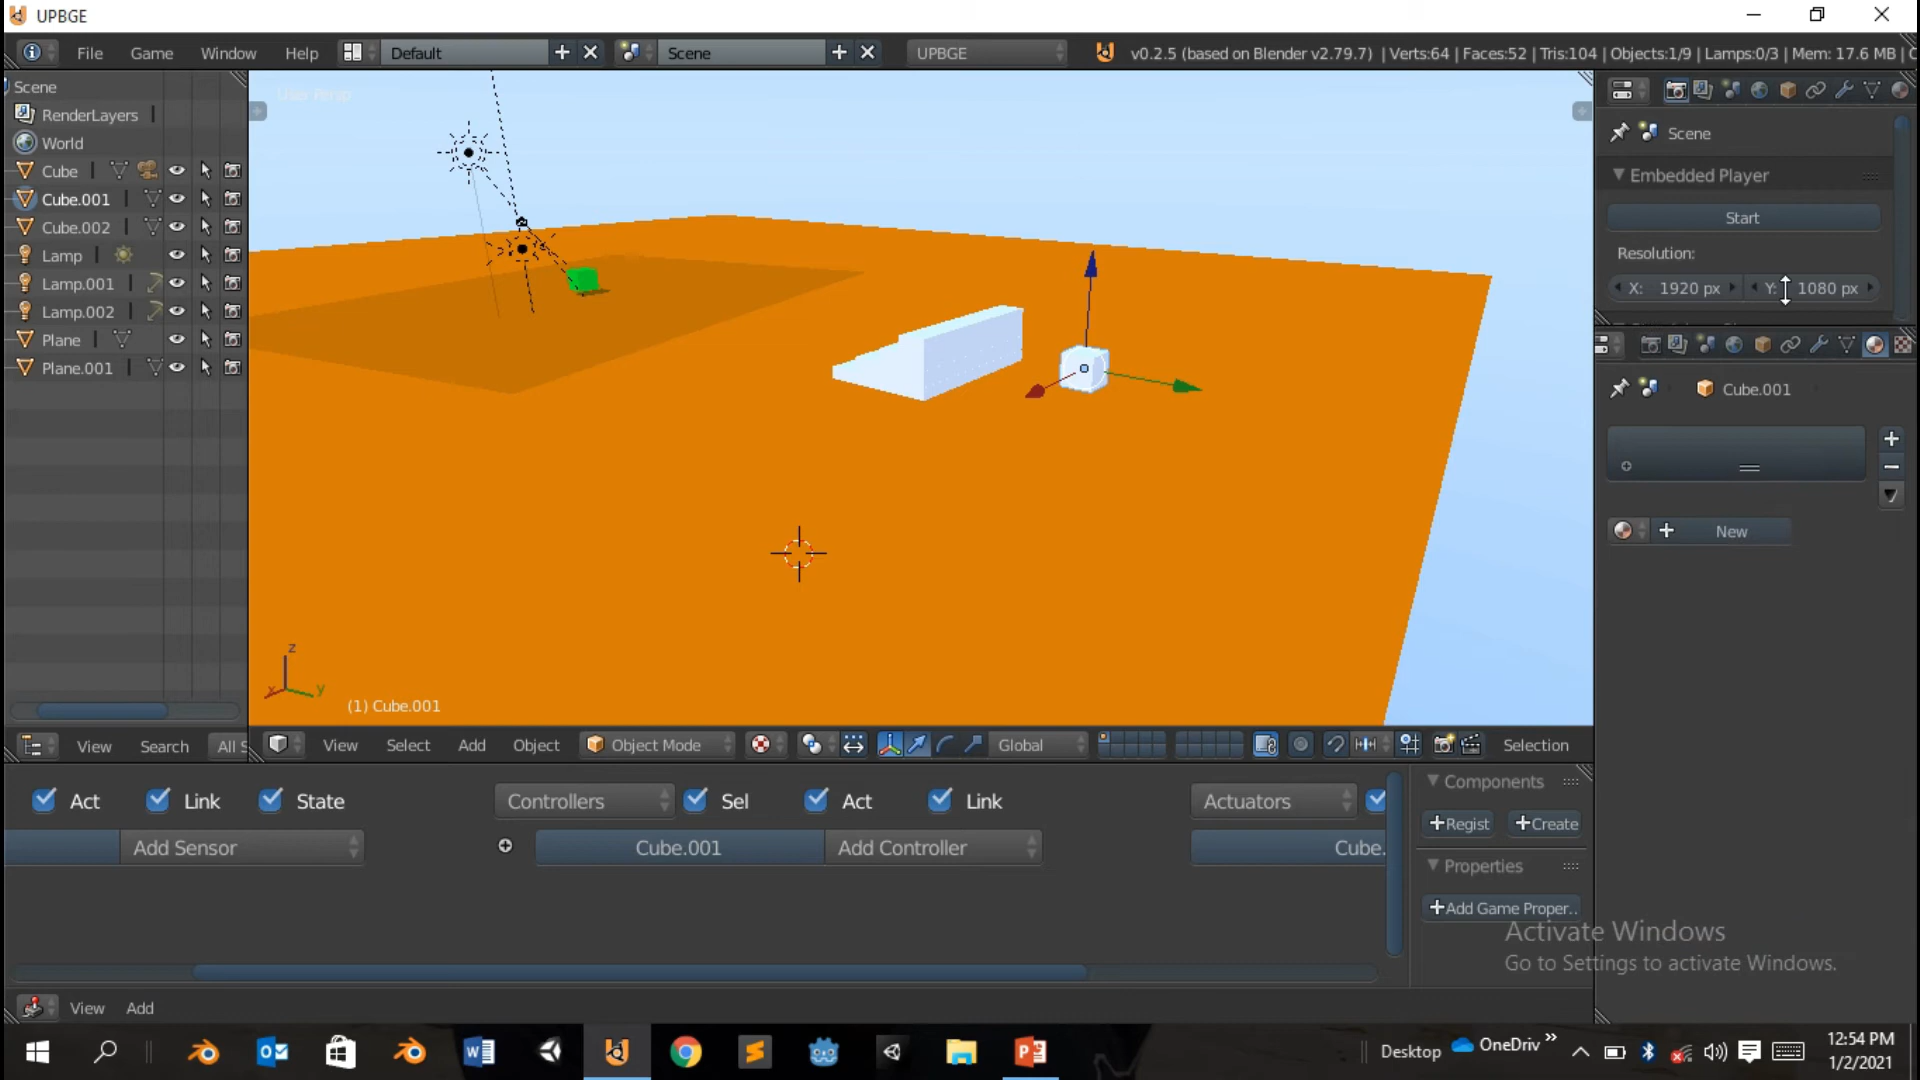 UPBGE
File Game Window Help Default Scene UPBGE v0.2.5 (based on Blender v2.79.7) | Verts:64 | Faces:52 | Tris:104 | Objects:1/9 | Lamps:0/3 | Mem: 17.6 MB |
Scene
RenderLayers
World
Cube
Cube.001
Cube.002
Lamp
Lamp.001
Lamp.002
Plane
Plane.001
View Search All S
User Persp
z
x y
(1) Cube.001
View Select Add Object Object Mode Global Selection
Scene
Embedded Player
Start
Resolution:
X: 1920 px Y: 1080 px
Cube.001
New
Act Link State Controllers Sel Act Link Actuators
Add Sensor Cube.001 Add Controller Cube.
Components
Regist Create
Properties
Add Game Proper..
Activate Windows
Go to Settings to activate Windows.
View Add
Desktop OneDriv »
12:54 PM
1/2/2021